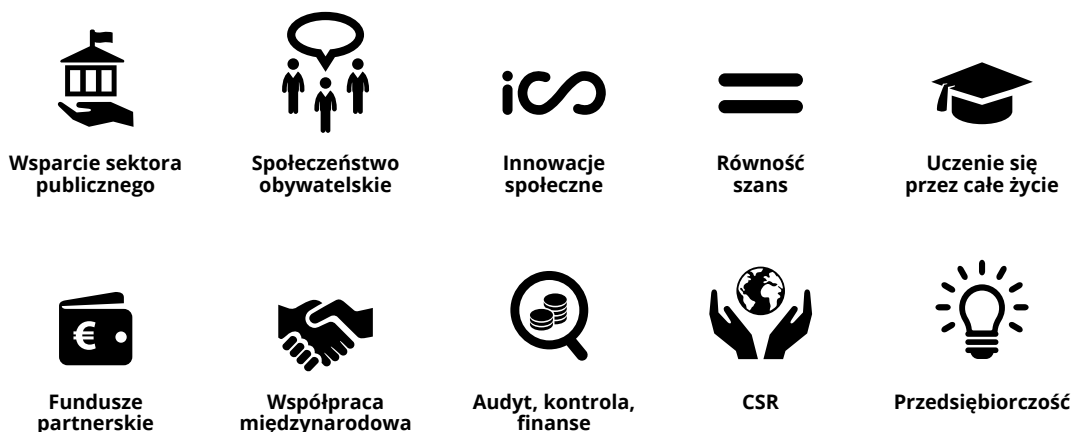 ics
Wsparcie sektora
publicznego
Społeczeństwo
obywatelskie
Innowacje
społeczne
Równość
szans
Uczenie się
przez całe życie
€
Fundusze
partnerskie
Współpraca
międzynarodowa
Audyt, kontrola,
finanse
CSR
Przedsiębiorczość